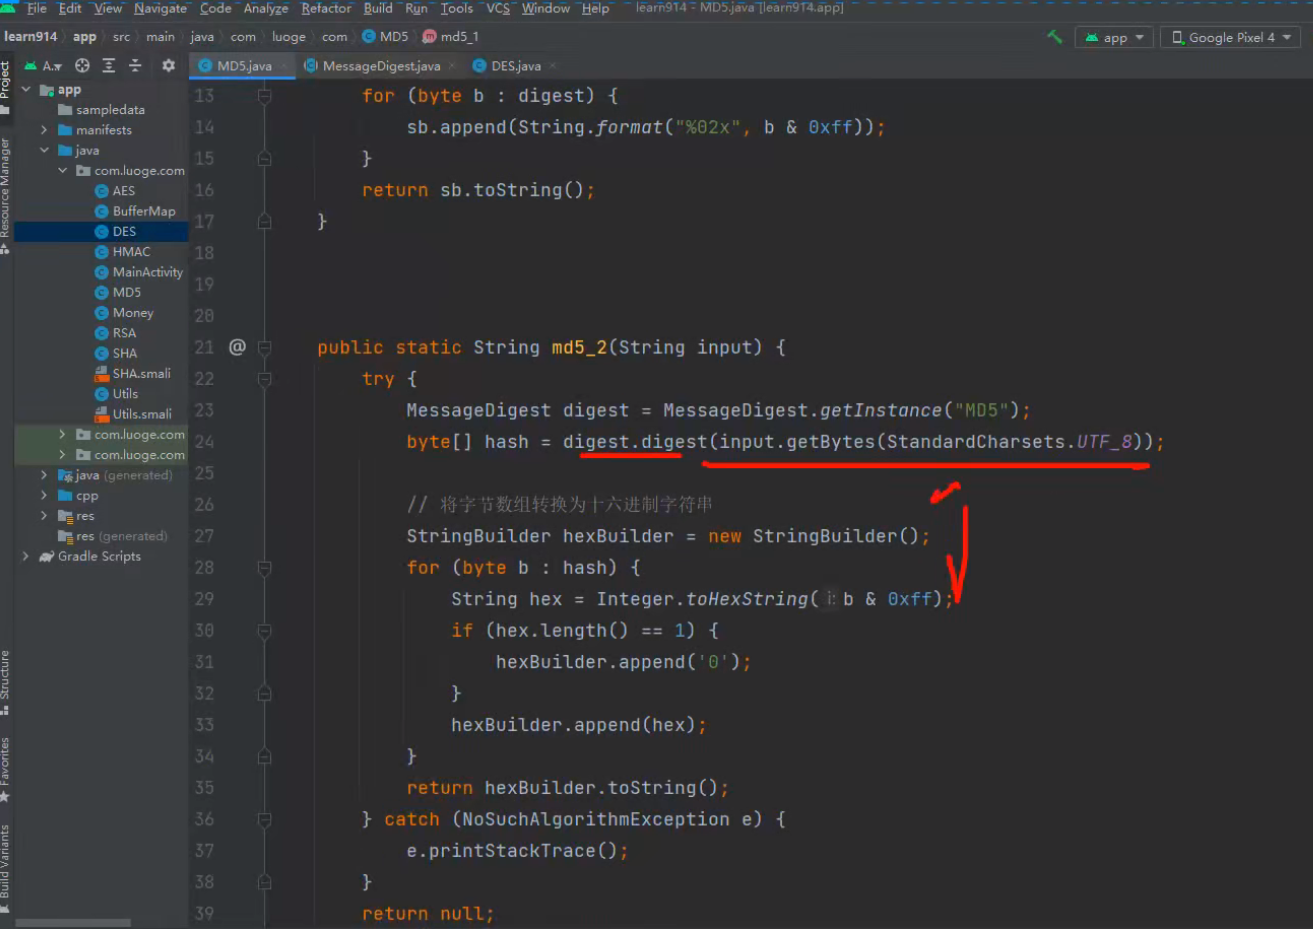 File Edit View Navigate Code Analyze Refactor Build Run Tools VCS Window Help learn914 - MD5.java [learn914.app]
learn914 app src main java com luoge com MD5 md5_1 app Google Pixel 4
A.. MD5.java MessageDigest.java DES.java
Project
Resource Manager
Structure
Favorites
Build Variants
app
sampledata
manifests
java
com.luoge.com
AES
BufferMap
DES
HMAC
MainActivity
MD5
Money
RSA
SHA
SHA.smali
Utils
Utils.smali
com.luoge.com
com.luoge.com
java (generated)
cpp
res
res (generated)
Gradle Scripts
13 for (byte b : digest) {
14 sb.append(String.format("%02x", b & 0xff));
15 }
16 return sb.toString();
17 }
18
19
20
21 @ public static String md5_2(String input) {
22 try {
23 MessageDigest digest = MessageDigest.getInstance("MD5");
24 byte[] hash = digest.digest(input.getBytes(StandardCharsets.UTF_8));
25
26 // 将字节数组转换为十六进制字符串
27 StringBuilder hexBuilder = new StringBuilder();
28 for (byte b : hash) {
29 String hex = Integer.toHexString( i: b & 0xff);
30 if (hex.length() == 1) {
31 hexBuilder.append('0');
32 }
33 hexBuilder.append(hex);
34 }
35 return hexBuilder.toString();
36 } catch (NoSuchAlgorithmException e) {
37 e.printStackTrace();
38 }
39 return null;